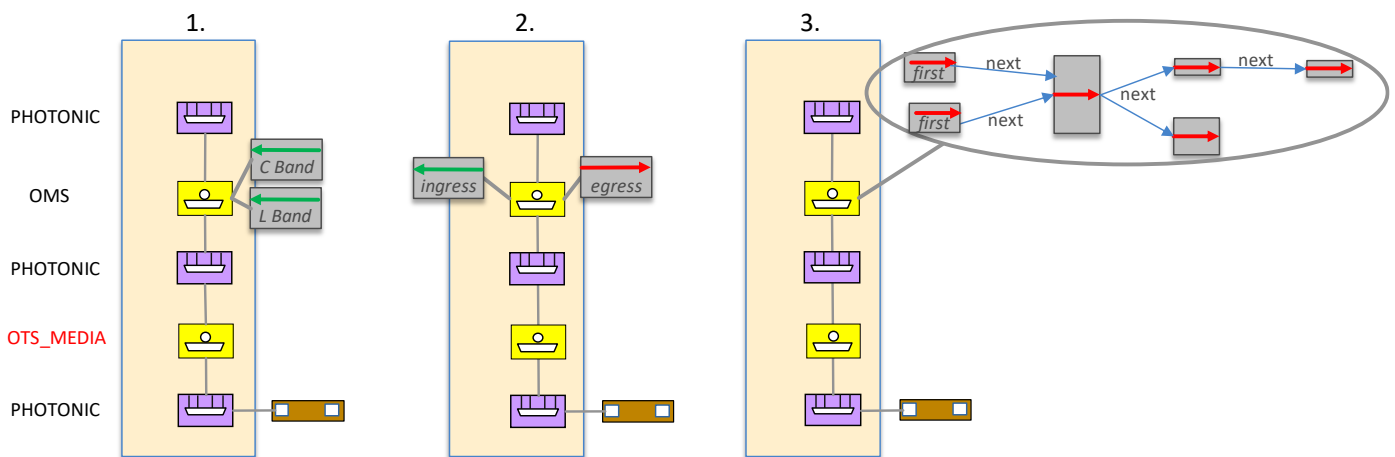 1.
2.
3.
PHOTONIC
OMS
PHOTONIC
OTS_MEDIA
PHOTONIC
C Band
L Band
ingress
egress
first
next
first
next
next
next